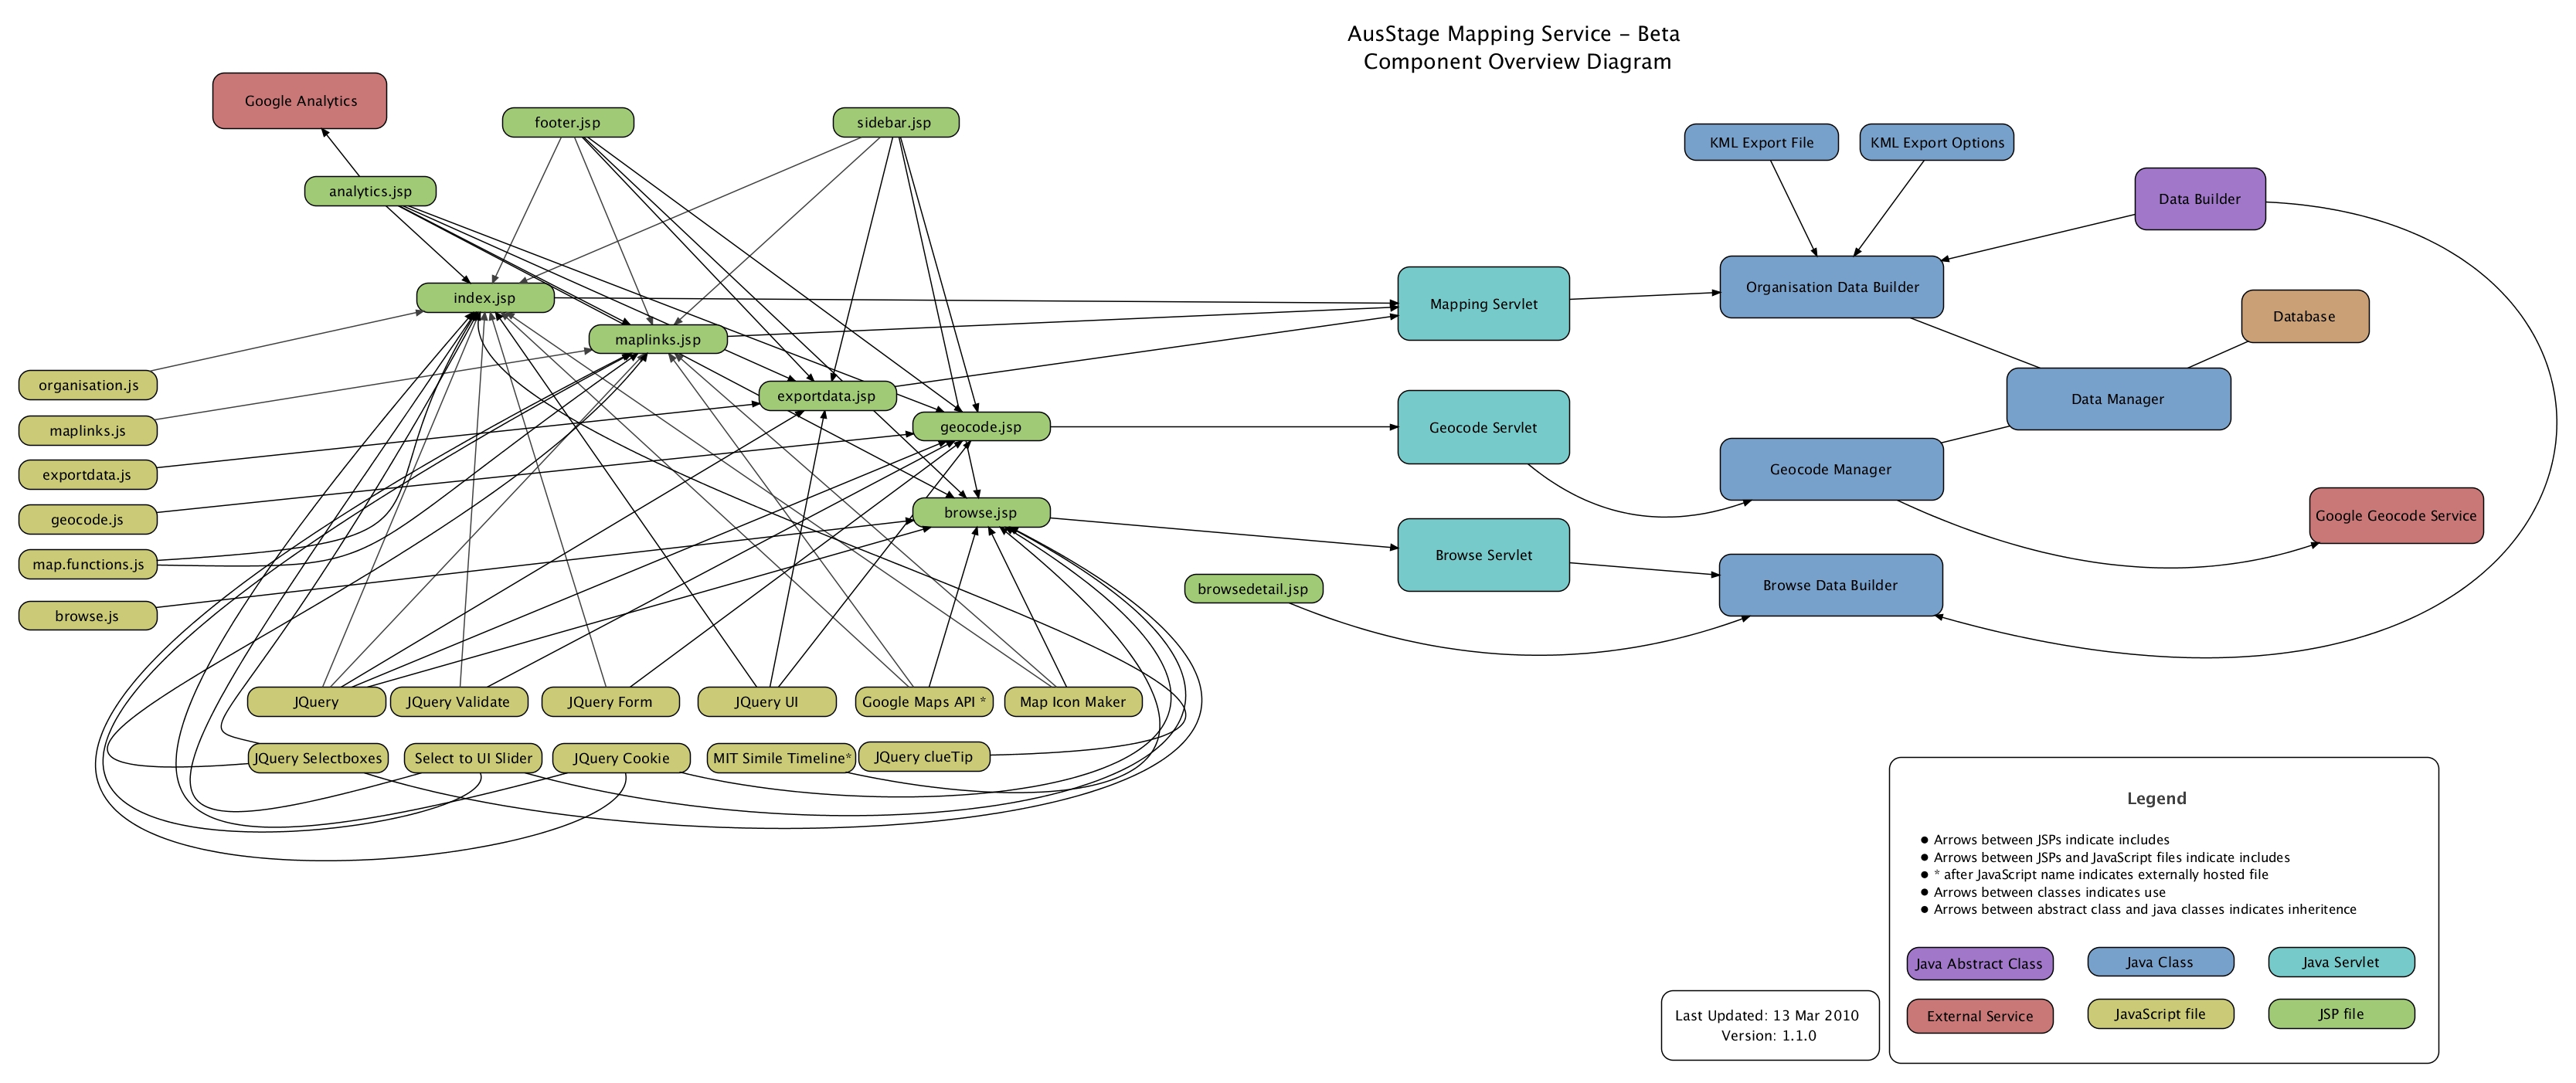 AusStage Mapping Service - Beta
Component Overview Diagram
Google Analytics
footer.jsp
sidebar.jsp
KML Export File
KML Export Options
analytics.jsp
Data Builder
index.jsp
Mapping Servlet
Organisation Data Builder
Database
maplinks.jsp
organisation.js
exportdata.jsp
Data Manager
maplinks.js
geocode.jsp
Geocode Servlet
exportdata.js
Geocode Manager
geocode.js
browse.jsp
Google Geocode Service
map.functions.js
Browse Servlet
browsedetail.jsp
Browse Data Builder
browse.js
JQuery
JQuery Validate
JQuery Form
JQuery UI
Google Maps API *
Map Icon Maker
JQuery Selectboxes
Select to UI Slider
JQuery Cookie
MIT Simile Timeline*
JQuery clueTip
Legend
● Arrows between JSPs indicate includes
● Arrows between JSPs and JavaScript files indicate includes
● * after JavaScript name indicates externally hosted file
● Arrows between classes indicates use
● Arrows between abstract class and java classes indicates inheritence
Java Abstract Class
Java Class
Java Servlet
External Service
JavaScript file
JSP file
Last Updated: 13 Mar 2010
Version: 1.1.0